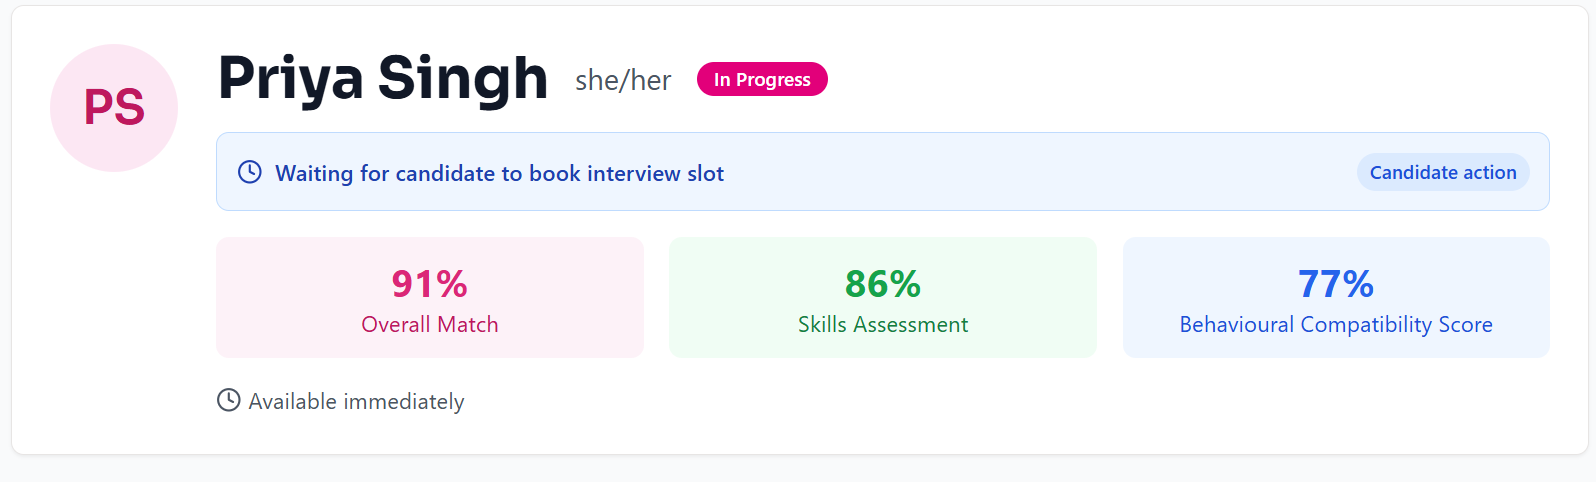 PS
Priya Singh she/her In Progress
Waiting for candidate to book interview slot Candidate action
91% 86% 77%
Overall Match Skills Assessment Behavioural Compatibility Score
Available immediately